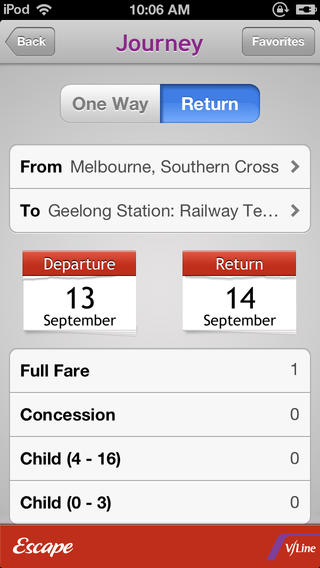 iPod 10:06 AM
Back Journey Favorites
One Way Return
From Melbourne, Southern Cross
To Geelong Station: Railway Te...
Departure Return
13 14
September September
Full Fare 1
Concession 0
Child (4 - 16) 0
Child (0 - 3) 0
Escape V/Line